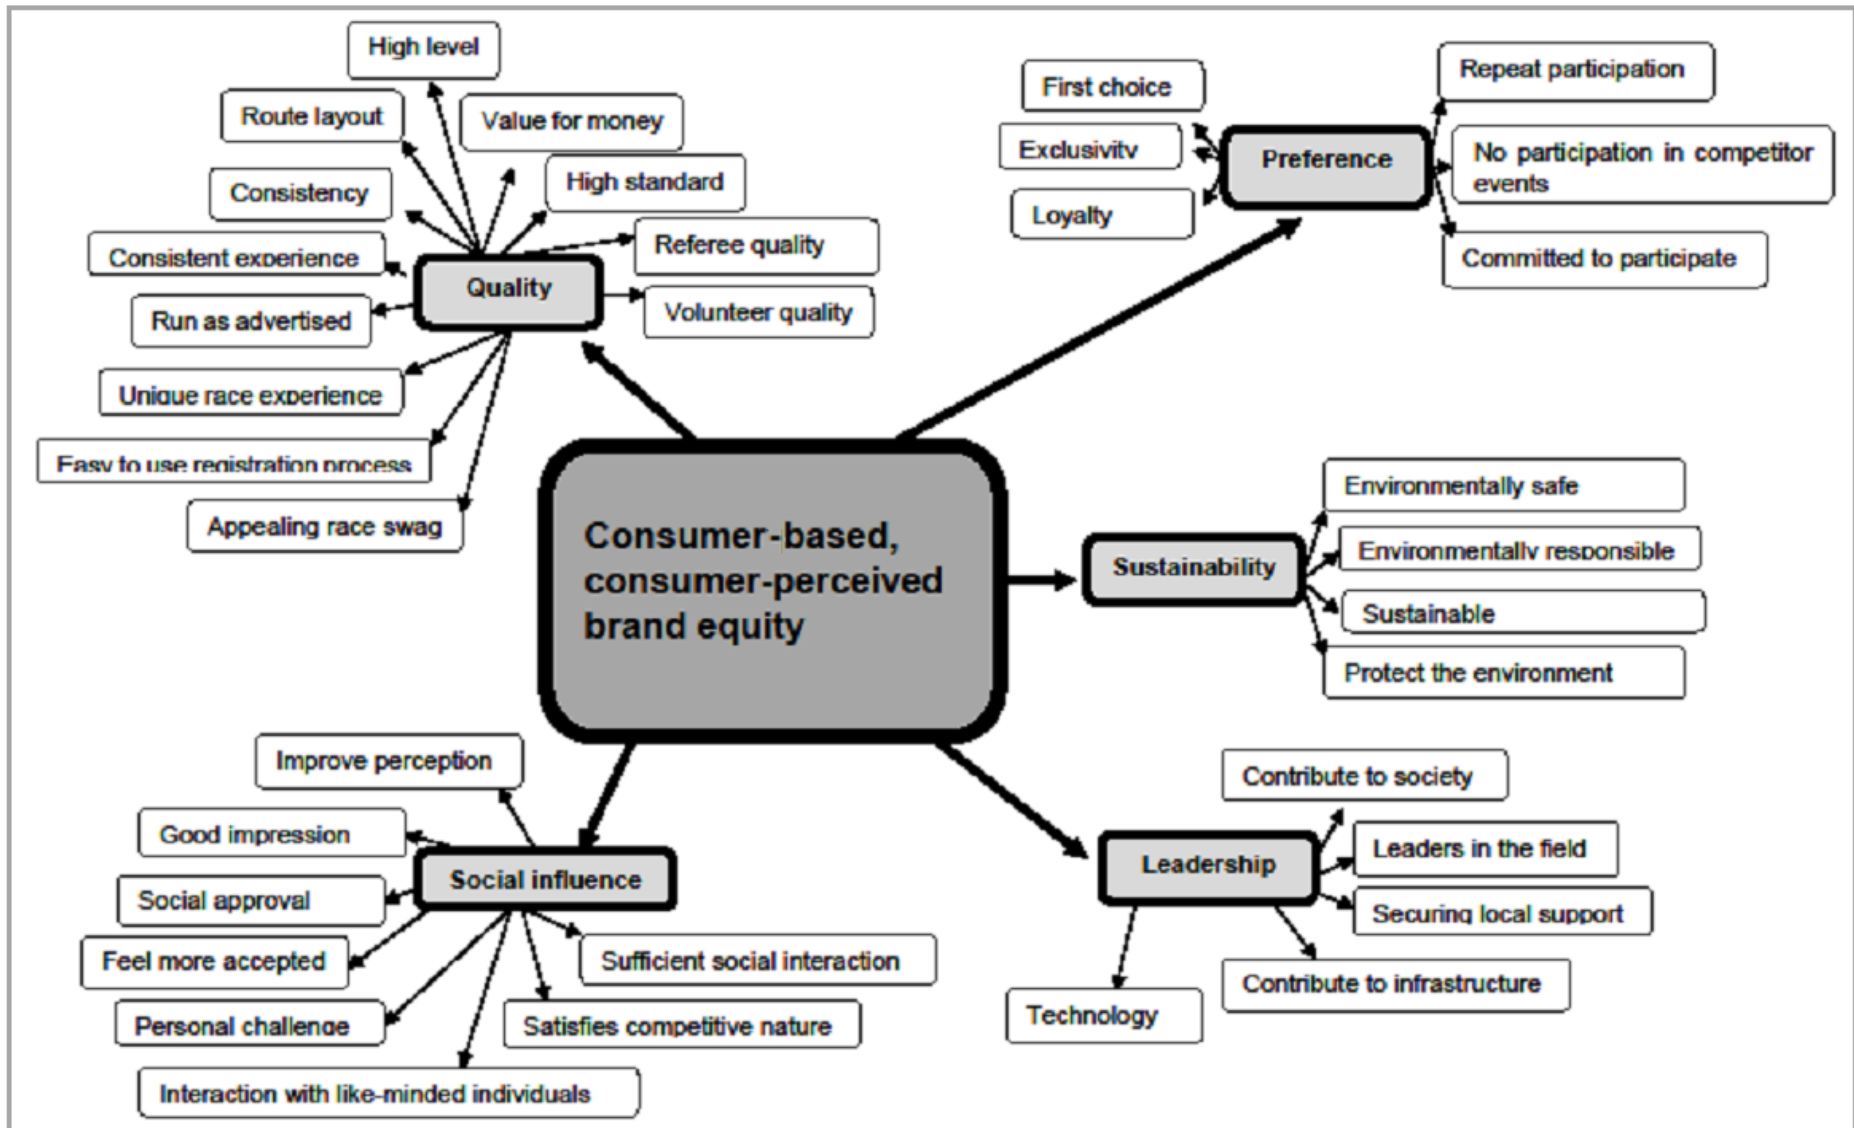 High level
Route layout
Value for money
Consistency
High standard
Consistent experience
Referee quality
Quality
Run as advertised
Volunteer quality
Unique race experience
Easy to use registration process
Appealing race swag
First choice
Repeat participation
Exclusivity
Preference
No participation in competitor
events
Loyalty
Committed to participate
Consumer-based,
consumer-perceived
brand equity
Environmentally safe
Environmentally responsible
Sustainability
Sustainable
Protect the environment
Improve perception
Good impression
Social influence
Social approval
Feel more accepted
Sufficient social interaction
Personal challenge
Satisfies competitive nature
Interaction with like-minded individuals
Contribute to society
Leaders in the field
Leadership
Securing local support
Contribute to infrastructure
Technology